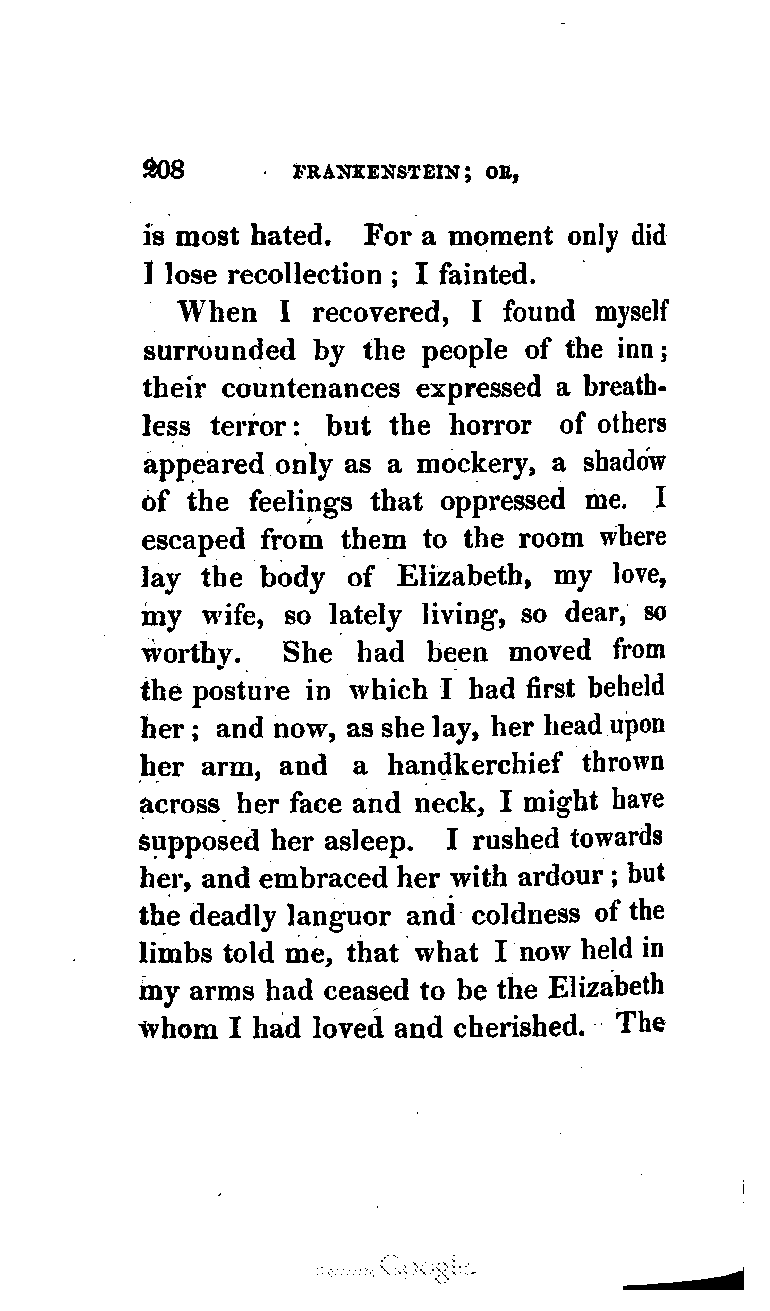 208 FRANKENSTEIN; OR,
is most hated. For a moment only did
I lose recollection; I fainted.
When I recovered, I found myself
surrounded by the people of the inn;
their countenances expressed a breath-
less terror: but the horror of others
appeared only as a mockery, a shadow
of the feelings that oppressed me. I
escaped from them to the room where
lay the body of Elizabeth, my love,
my wife, so lately living, so dear, so
worthy. She had been moved from
the posture in which I had first beheld
her; and now, as she lay, her head upon
her arm, and a handkerchief thrown
across her face and neck, I might have
supposed her asleep. I rushed towards
her, and embraced her with ardour; but
the deadly languor and coldness of the
limbs told me, that what I now held in
my arms had ceased to be the Elizabeth
whom I had loved and cherished. The
Google